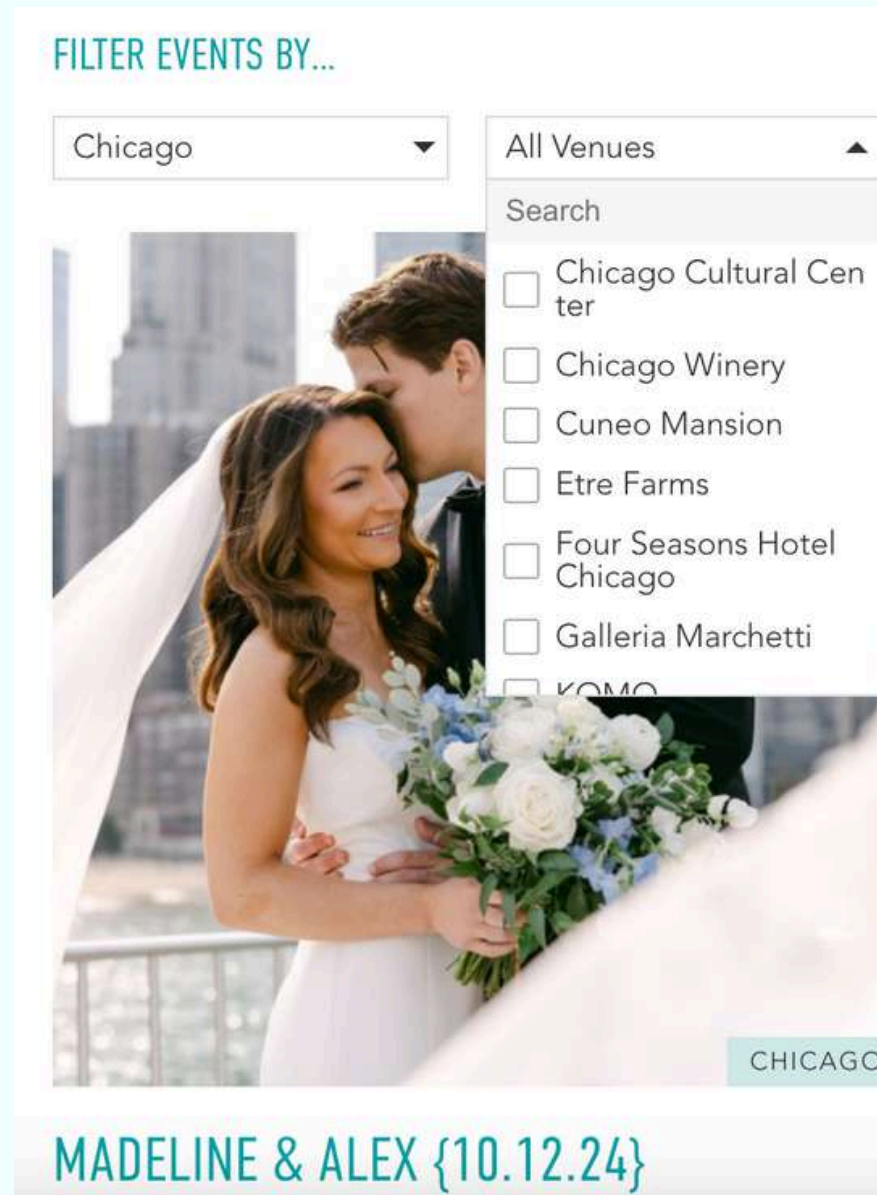 FILTER EVENTS BY...
Chicago
All Venues
Search
Chicago Cultural Cen
ter
Chicago Winery
Cuneo Mansion
Etre Farms
Four Seasons Hotel
Chicago
Galleria Marchetti
KOMO
CHICAGO
MADELINE & ALEX {10.12.24}